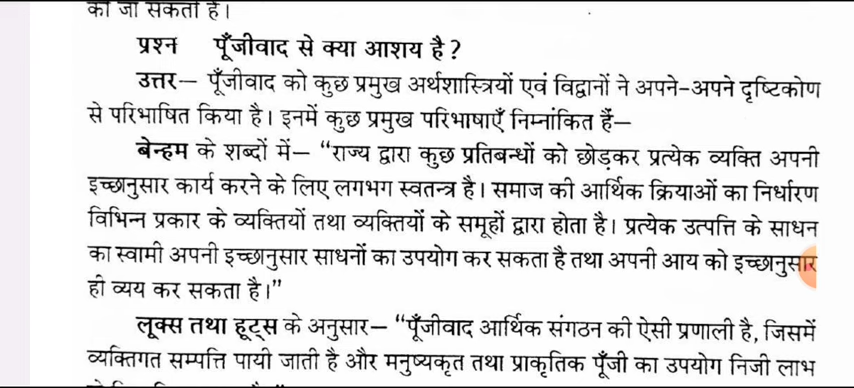 की जा सकती है।
प्रश्न पूँजीवाद से क्या आशय है?
उत्तर— पूँजीवाद को कुछ प्रमुख अर्थशास्त्रियों एवं विद्वानों ने अपने-अपने दृष्टिकोण
से परिभाषित किया है। इनमें कुछ प्रमुख परिभाषाएँ निम्नांकित हैं—
बेन्हम के शब्दों में— “राज्य द्वारा कुछ प्रतिबन्धों को छोड़कर प्रत्येक व्यक्ति अपनी
इच्छानुसार कार्य करने के लिए लगभग स्वतन्त्र है। समाज की आर्थिक क्रियाओं का निर्धारण
विभिन्न प्रकार के व्यक्तियों तथा व्यक्तियों के समूहों द्वारा होता है। प्रत्येक उत्पत्ति के साधन
का स्वामी अपनी इच्छानुसार साधनों का उपयोग कर सकता है तथा अपनी आय को इच्छानुसार
ही व्यय कर सकता है।”
लूक्स तथा हूट्स के अनुसार— “पूँजीवाद आर्थिक संगठन की ऐसी प्रणाली है, जिसमें
व्यक्तिगत सम्पत्ति पायी जाती है और मनुष्यकृत तथा प्राकृतिक पूँजी का उपयोग निजी लाभ